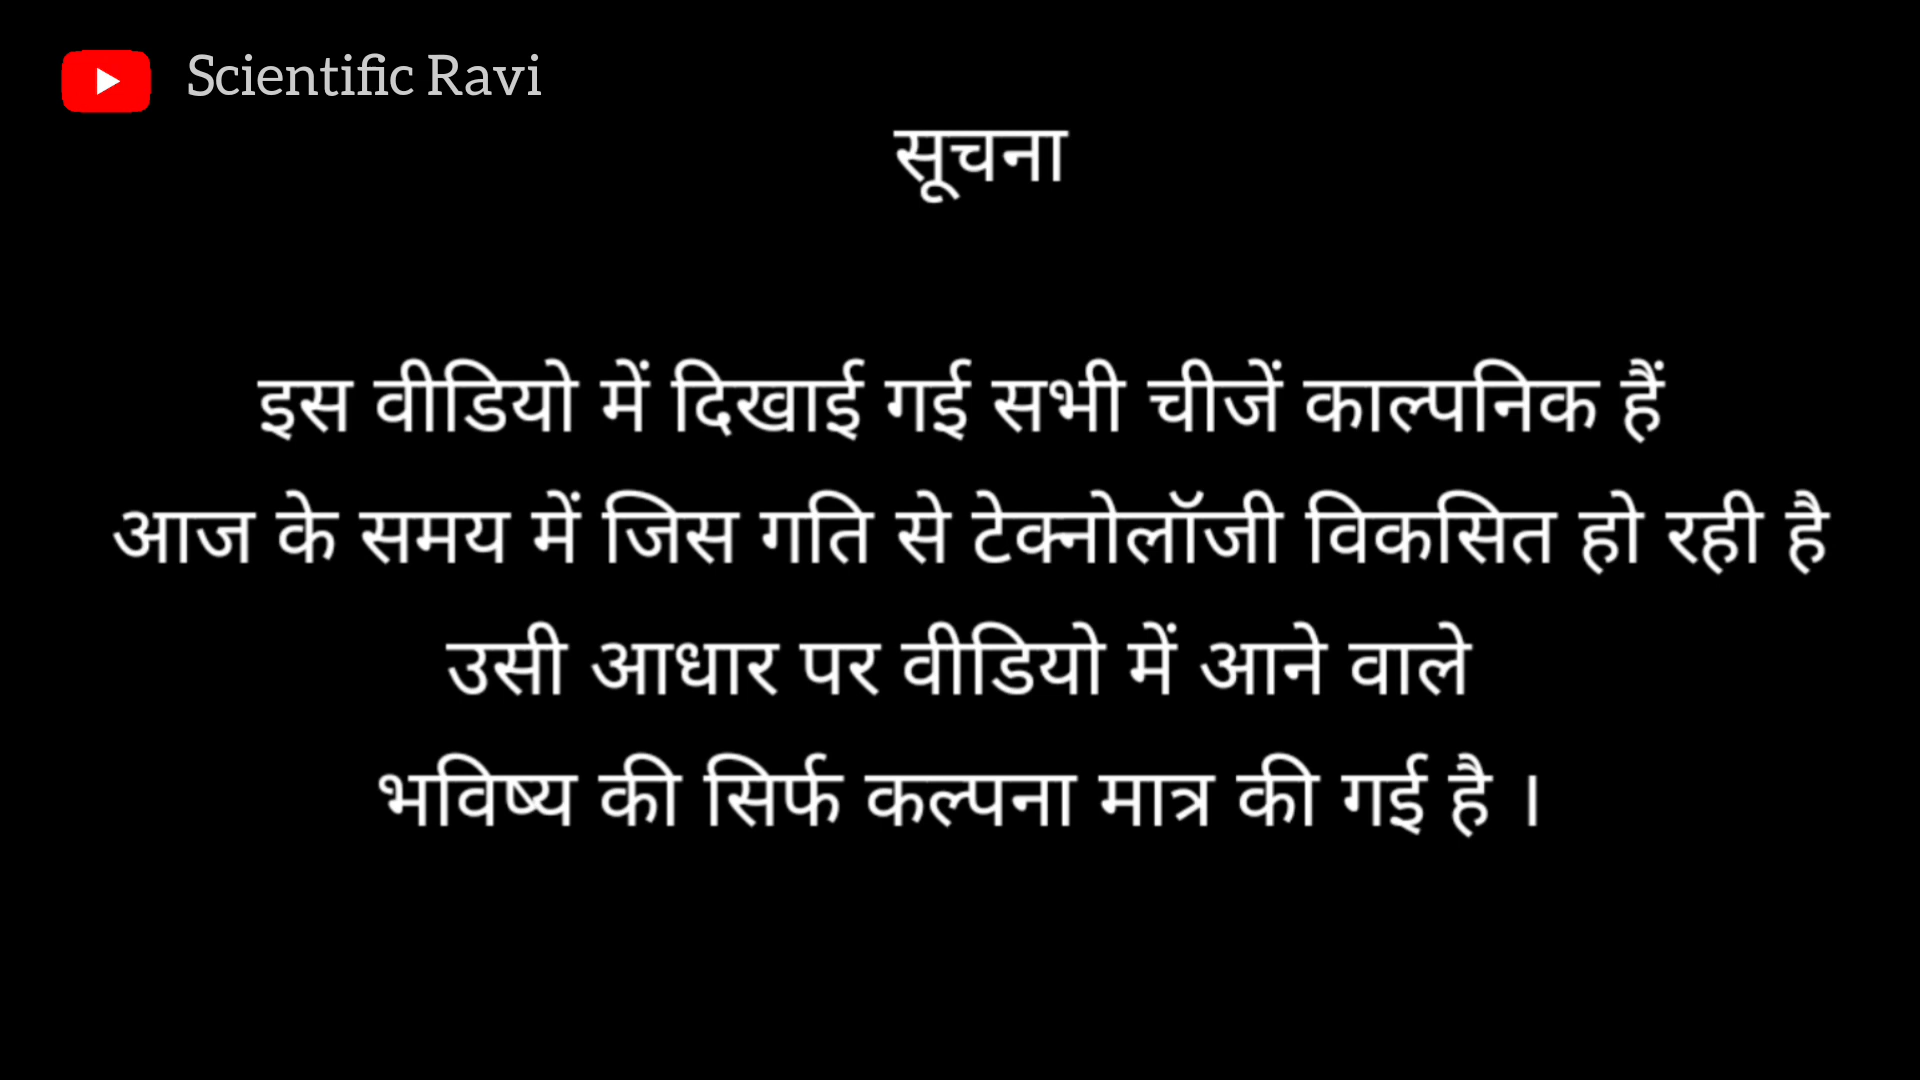 Scientific Ravi
सूचना
इस वीडियो में दिखाई गई सभी चीजें काल्पनिक हैं
आज के समय में जिस गति से टेक्नोलॉजी विकसित हो रही है
उसी आधार पर वीडियो में आने वाले
भविष्य की सिर्फ कल्पना मात्र की गई है ।